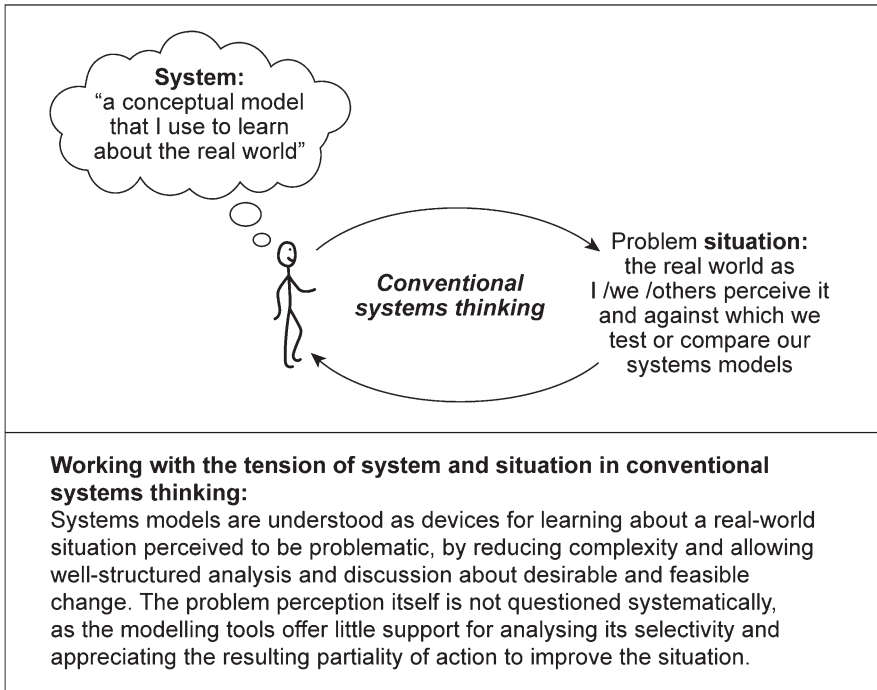 System:
“a conceptual model
that I use to learn
about the real world”
Conventional
systems thinking
Problem situation:
the real world as
I /we /others perceive it
and against which we
test or compare our
systems models
Working with the tension of system and situation in conventional
systems thinking:
Systems models are understood as devices for learning about a real-world
situation perceived to be problematic, by reducing complexity and allowing
well-structured analysis and discussion about desirable and feasible
change. The problem perception itself is not questioned systematically,
as the modelling tools offer little support for analysing its selectivity and
appreciating the resulting partiality of action to improve the situation.